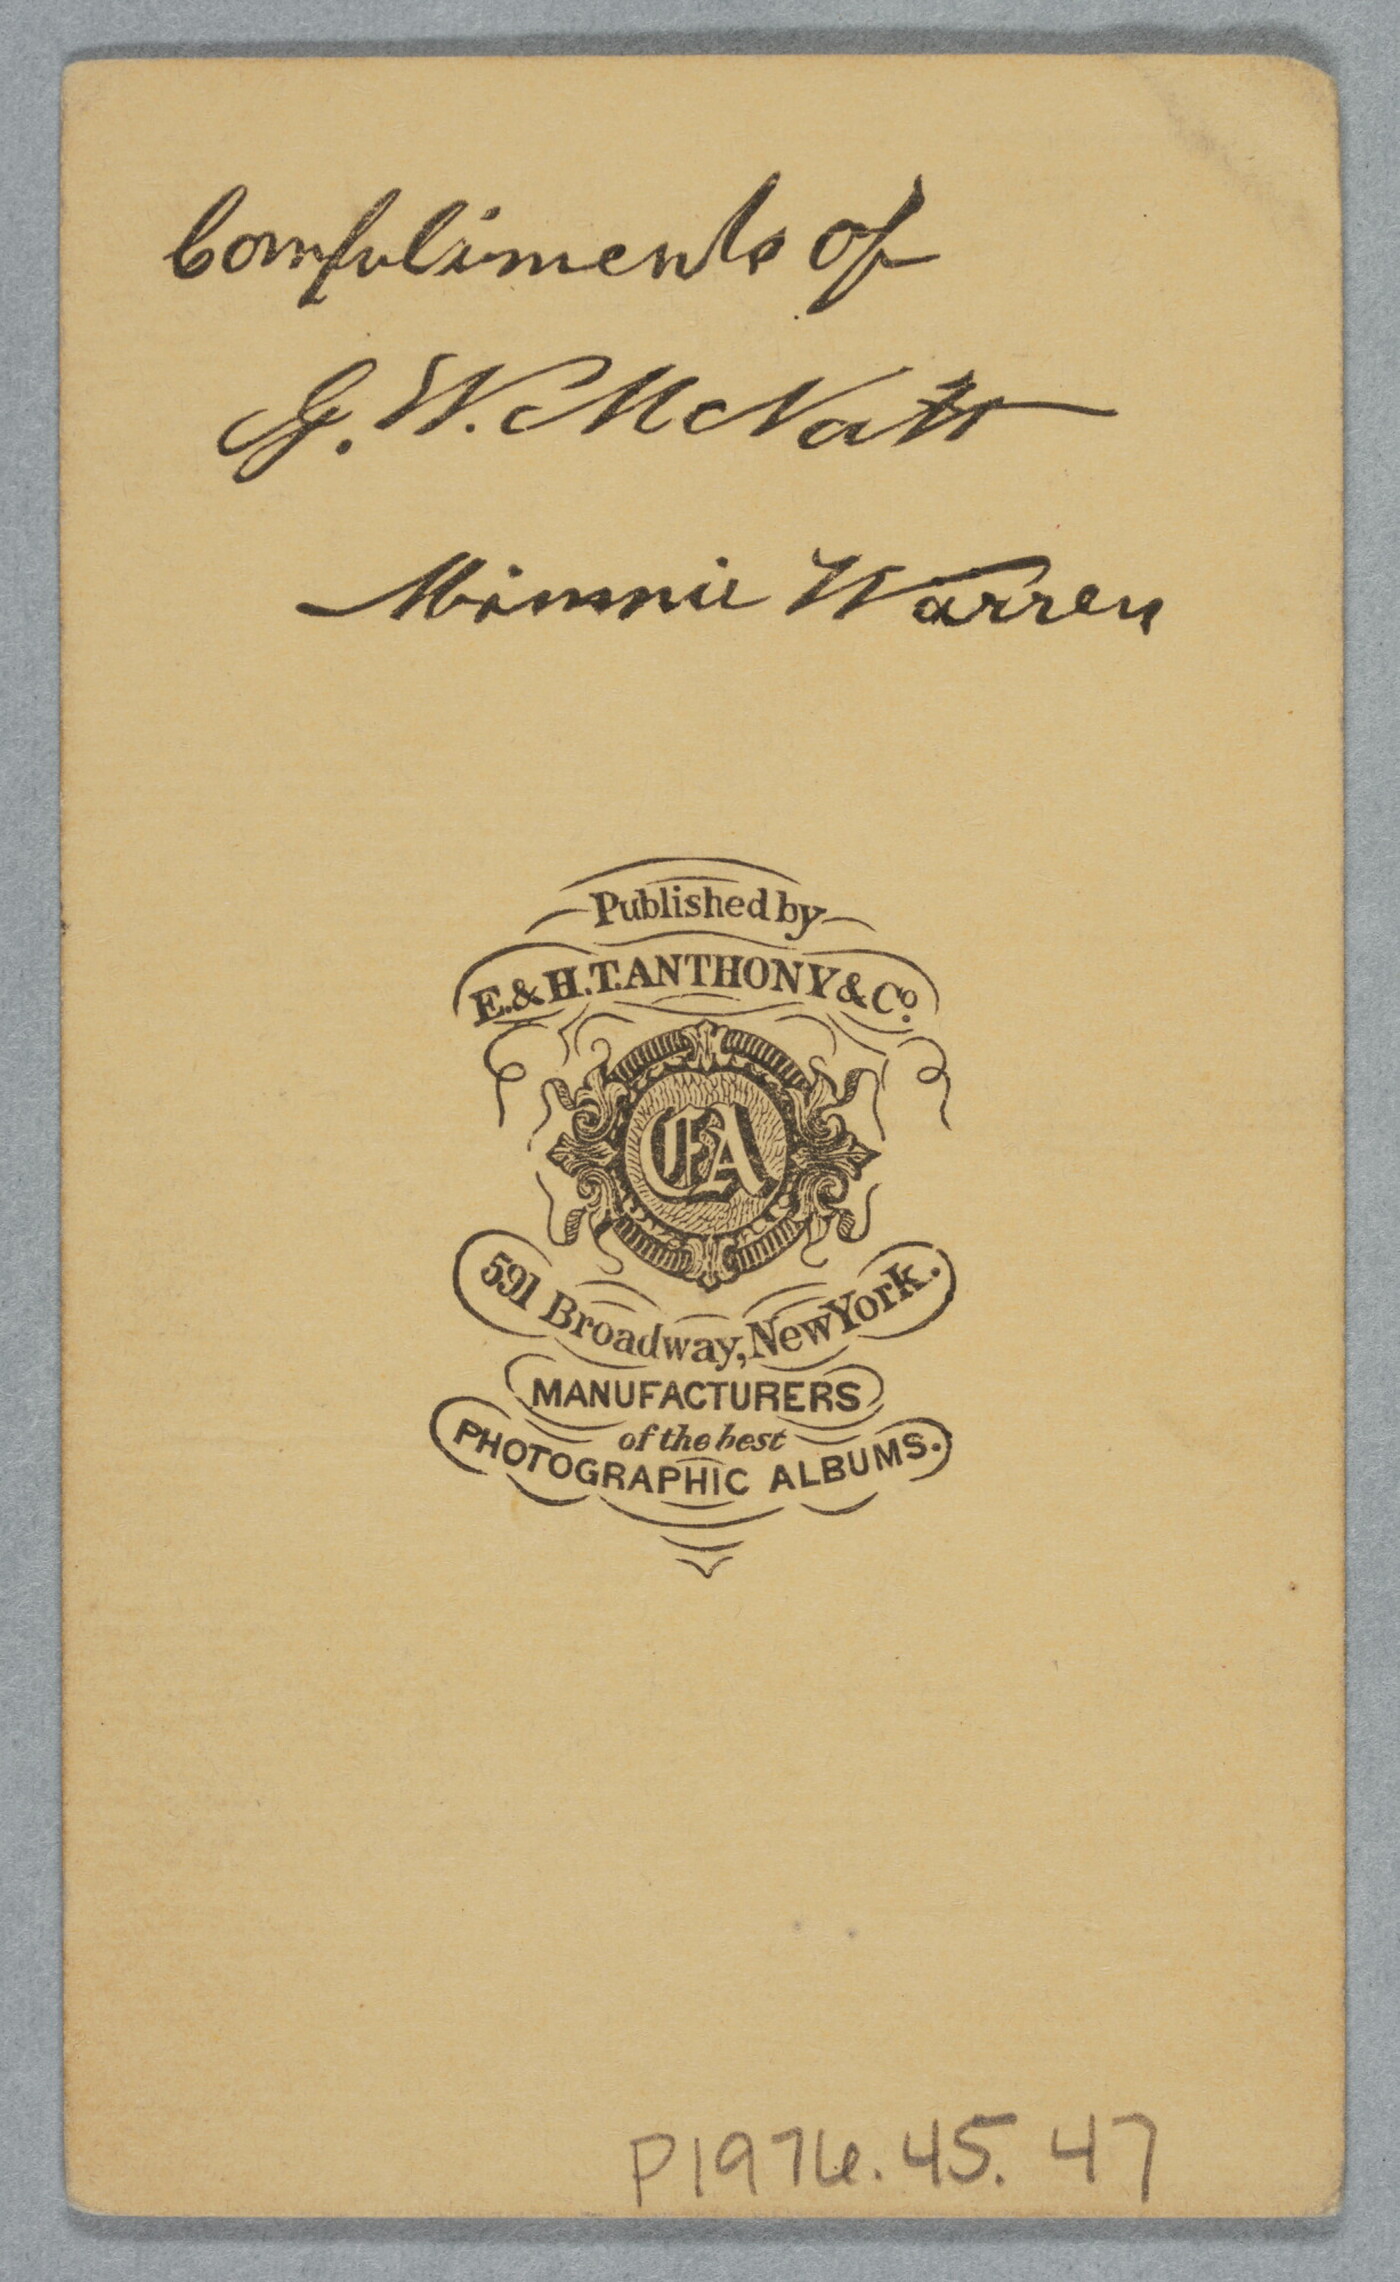 Compliments of
G. W. McNatt
Minnie Warren
Published by
E. & H. T. ANTHONY & Co.
EA
591 Broadway, New York.
MANUFACTURERS
of the best
PHOTOGRAPHIC ALBUMS.
P1976.45.47